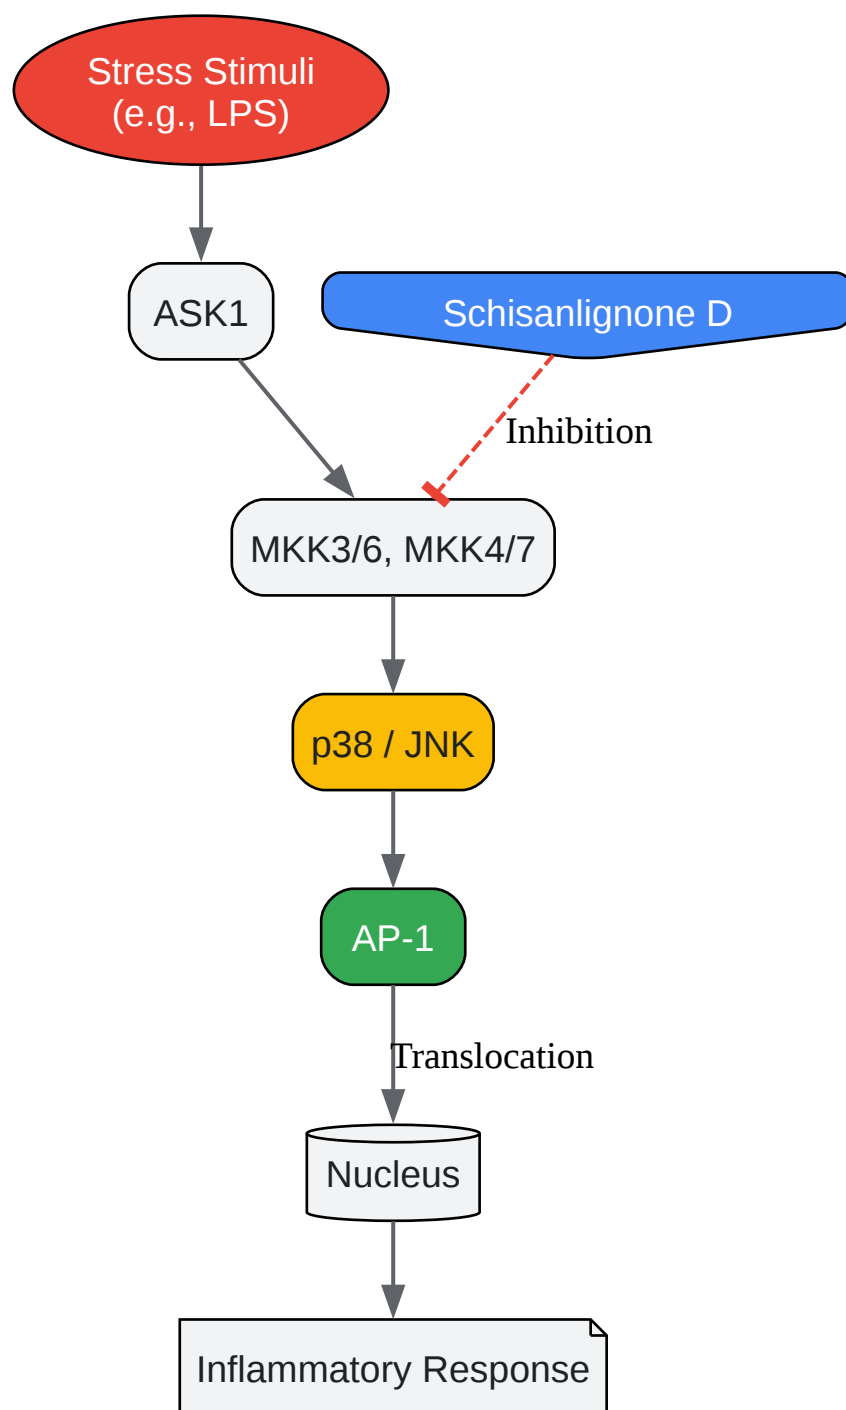 Stress Stimuli
(e.g., LPS)
ASK1
Schisanlignone D
Inhibition
MKK3/6, MKK4/7
p38 / JNK
AP-1
Translocation
Nucleus
Inflammatory Response